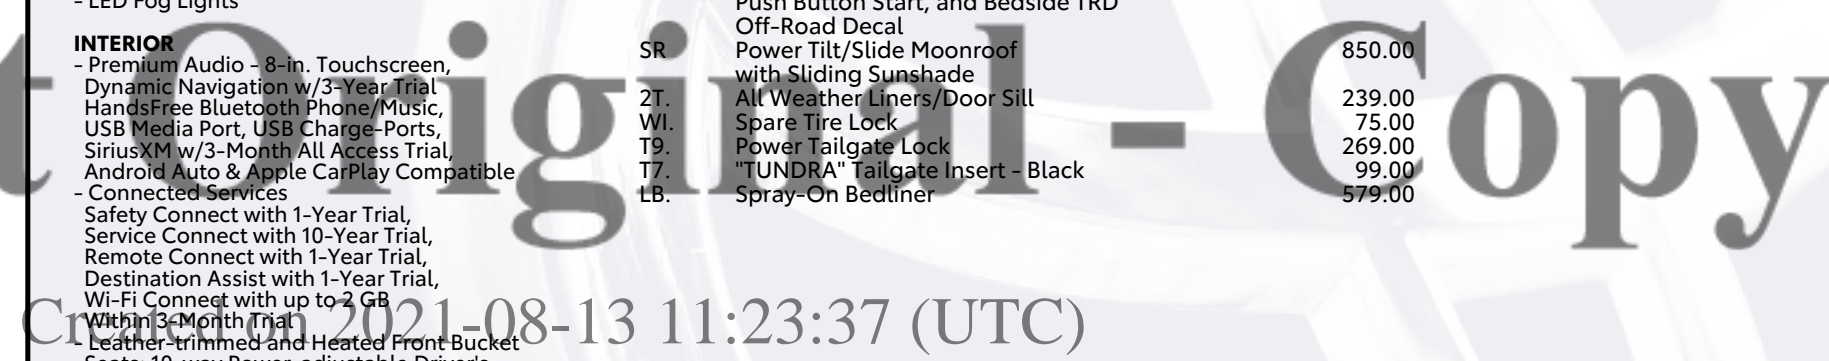 - LED Fog Lights
INTERIOR
- Premium Audio - 8-in. Touchscreen,
Dynamic Navigation w/3-Year Trial
HandsFree Bluetooth Phone/Music,
USB Media Port, USB Charge-Ports,
SiriusXM w/3-Month All Access Trial,
Android Auto & Apple CarPlay Compatible
- Connected Services
Safety Connect with 1-Year Trial,
Service Connect with 10-Year Trial,
Remote Connect with 1-Year Trial,
Destination Assist with 1-Year Trial,
Wi-Fi Connect with up to 2 GB
Within 3-Month Trial
- Leather-trimmed and Heated Front Bucket
Seats; 10-way Power-adjustable Driver's
Push Button Start, and Bedside TRD
Off-Road Decal
SR Power Tilt/Slide Moonroof 850.00
with Sliding Sunshade
2T. All Weather Liners/Door Sill 239.00
WI. Spare Tire Lock 75.00
T9. Power Tailgate Lock 269.00
T7. "TUNDRA" Tailgate Insert - Black 99.00
LB. Spray-On Bedliner 579.00
t Original - Copy
Created on 2021-08-13 11:23:37 (UTC)